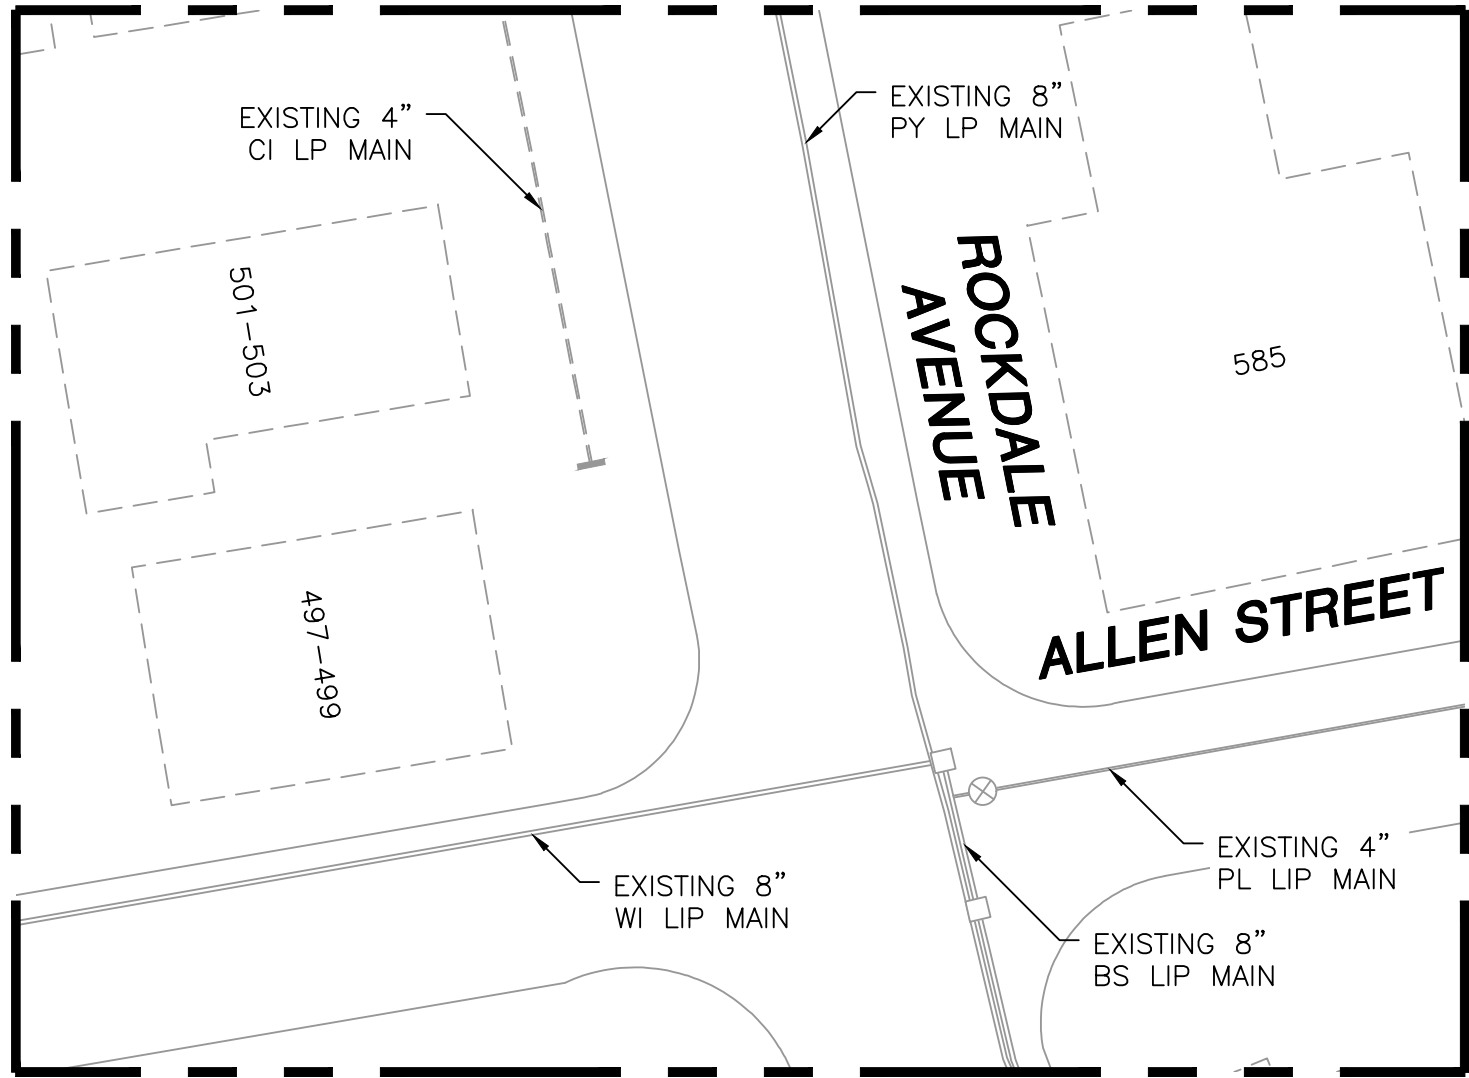 EXISTING 4"
CI LP MAIN
EXISTING 8"
PY LP MAIN
501-503
ROCKDALE
AVENUE
585
497-499
ALLEN STREET
EXISTING 8"
WI LIP MAIN
EXISTING 4"
PL LIP MAIN
EXISTING 8"
BS LIP MAIN